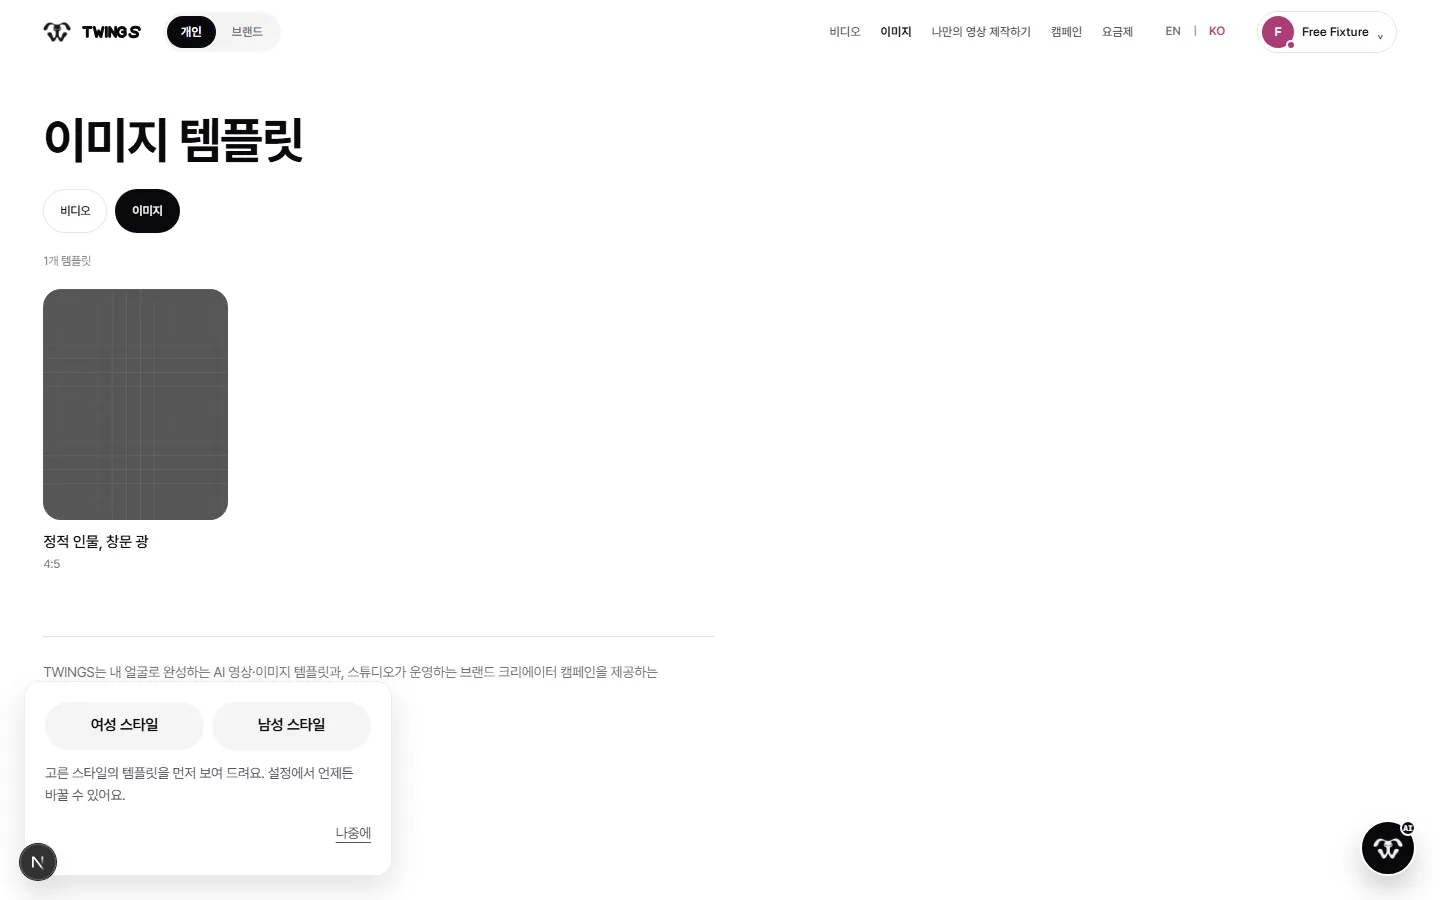 TWINGS
개인
브랜드
비디오
이미지
나만의 영상 제작하기
캠페인
요금제
EN | KO
F
Free Fixture
이미지 템플릿
비디오
이미지
1개 템플릿
정적 인물, 창문 광
4:5
TWINGS는 내 얼굴로 완성하는 AI 영상·이미지 템플릿과, 스튜디오가 운영하는 브랜드 크리에이터 캠페인을 제공하는
여성 스타일
남성 스타일
고른 스타일의 템플릿을 먼저 보여 드려요. 설정에서 언제든
바꿀 수 있어요.
나중에
N
AI